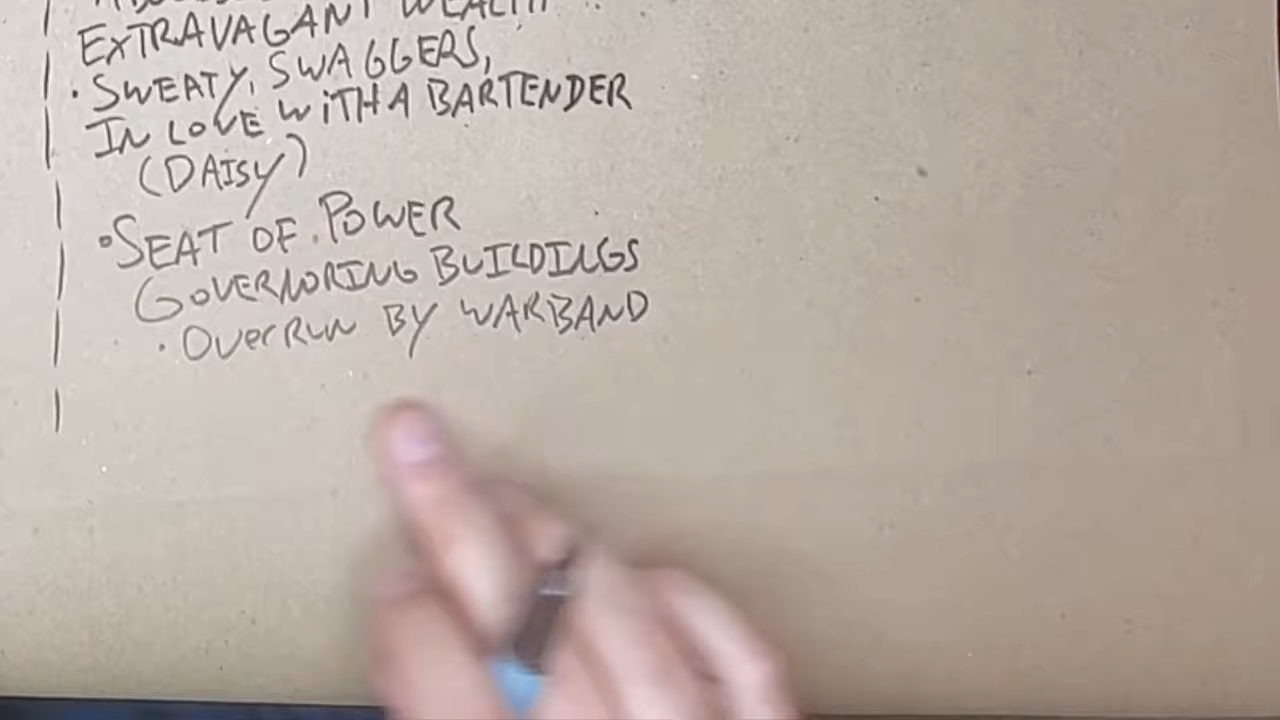 EXTRAVAGANT WEALTH
• SWEATY, SWAGGERS,
IN LOVE WITH A BARTENDER
(DAISY)
• SEAT OF POWER
GOVERNORING BUILDINGS
• OVERRUN BY WARBAND